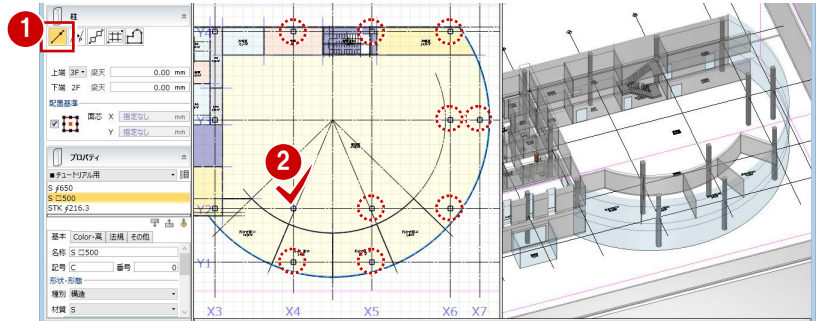 1
柱
上端 3F 梁天 0.00 mm
下端 2F 梁天 0.00 mm
配置基準
面芯 X 指定なし mm
Y 指定なし mm
プロパティ
■チュートリアル用
S φ650
S □500
STK φ216.3
基本 Color・高 法規 その他
名称 S □500
記号 C 番号 0
形状・形態
種別 構造
材質 S
Y4
Y3
2
Y2
Y1
X3 X4 X5 X6 X7